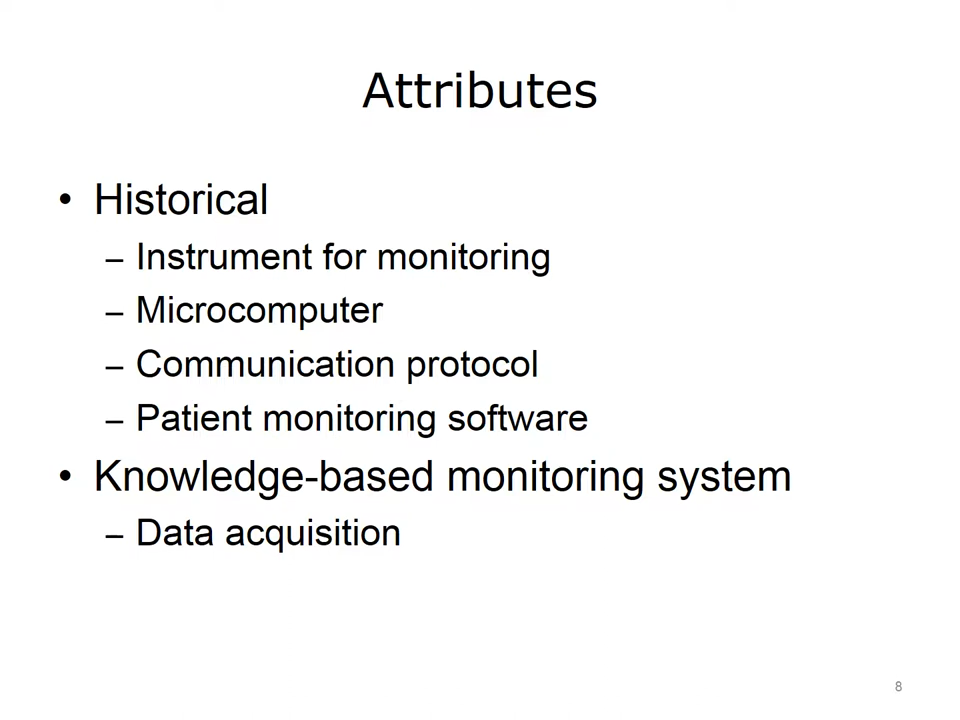 Attributes
• Historical
– Instrument for monitoring
– Microcomputer
– Communication protocol
– Patient monitoring software
• Knowledge-based monitoring system
– Data acquisition
8